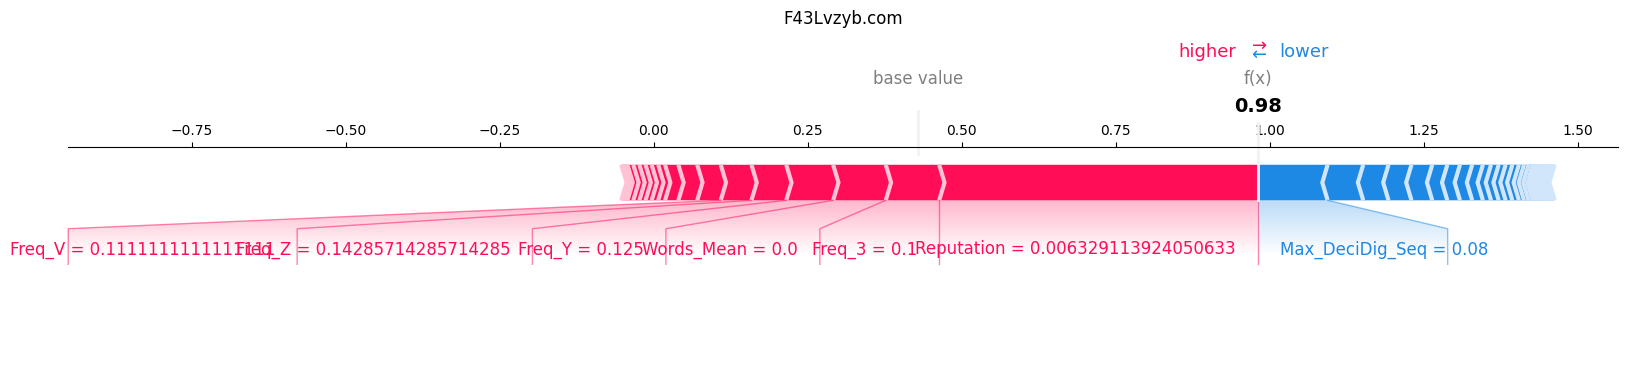 F43Lvzyb.com
higher ⇄ lower
base value f(x)
0.98
−0.75 −0.50 −0.25 0.00 0.25 0.50 0.75 1.00 1.25 1.50
Freq_V = 0.1111111111111111 Freq_Z = 0.14285714285714285 Freq_Y = 0.125 Words_Mean = 0.0 Freq_3 = 0.1 Reputation = 0.006329113924050633 Max_DeciDig_Seq = 0.08